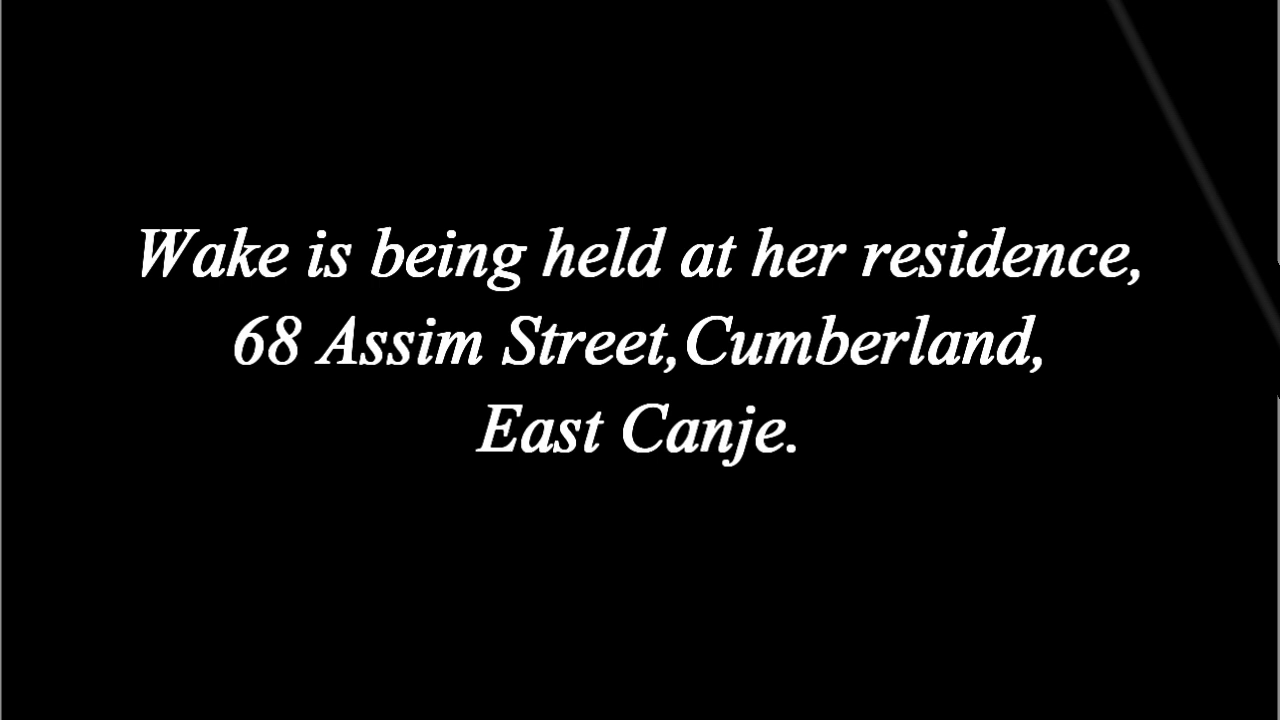 Wake is being held at her residence,
68 Assim Street,Cumberland,
East Canje.